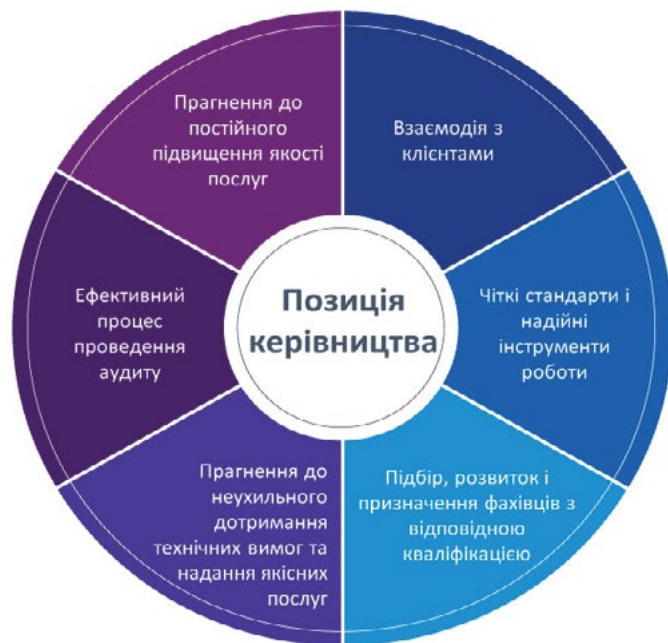 Прагнення до
постійного
підвищення якості
послуг
Взаємодія з
клієнтами
Ефективний
процес
проведення
аудиту
Позиція
керівництва
Чіткі стандарти і
надійні
інструменти
роботи
Прагнення до
неухильного
дотримання
технічних вимог та
надання якісних
послуг
Підбір, розвиток і
призначення фахівців з
відповідною
кваліфікацією